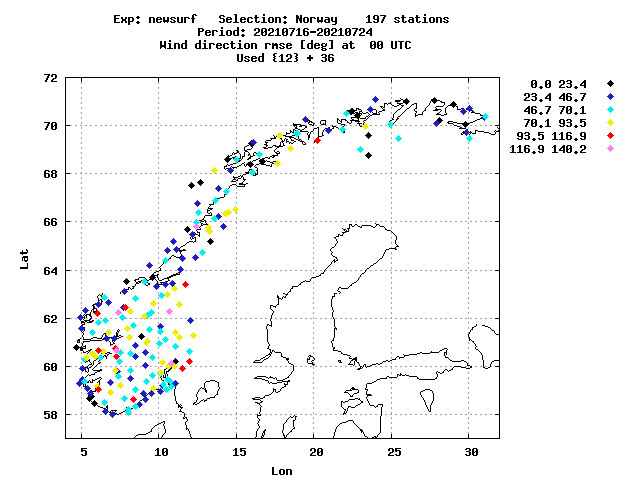 Exp: newsurf   Selection: Norway    197 stations
Period: 20210716-20210724
Wind direction rmse [deg] at  00 UTC
Used {12} + 36
0.0 23.4
23.4 46.7
46.7 70.1
70.1 93.5
93.5 116.9
116.9 140.2
72
70
68
66
64
62
60
58
Lat
5 10 15 20 25 30
Lon